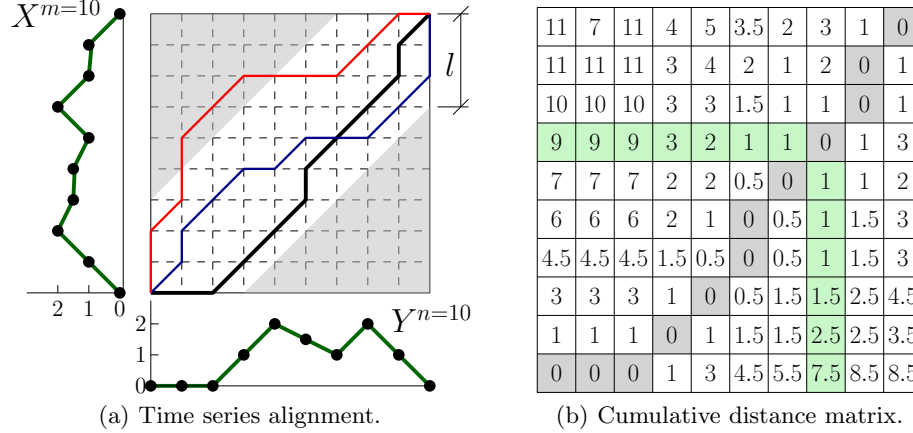 X^{m=10}
l
2 1 0
2
1
0
Y^{n=10}
(a) Time series alignment.
11 7 11 4 5 3.5 2 3 1 0
11 11 11 3 4 2 1 2 0 1
10 10 10 3 3 1.5 1 1 0 1
9 9 9 3 2 1 1 0 1 3
7 7 7 2 2 0.5 0 1 1 2
6 6 6 2 1 0 0.5 1 1.5 3
4.5 4.5 4.5 1.5 0.5 0 0.5 1 1.5 3
3 3 3 1 0 0.5 1.5 1.5 2.5 4.5
1 1 1 0 1 1.5 1.5 2.5 2.5 3.5
0 0 0 1 3 4.5 5.5 7.5 8.5 8.5
(b) Cumulative distance matrix.